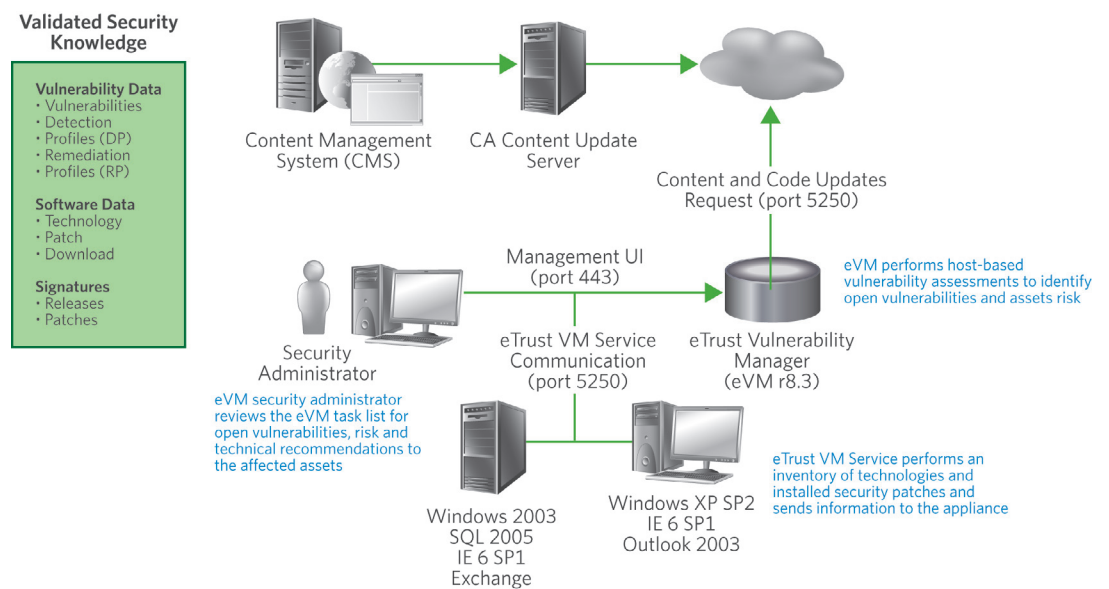 Validated Security
Knowledge
Vulnerability Data
• Vulnerabilities
• Detection
• Profiles (DP)
• Remediation
• Profiles (RP)
Software Data
• Technology
• Patch
• Download
Signatures
• Releases
• Patches
Content Management
System (CMS)
CA Content Update
Server
Content and Code Updates
Request (port 5250)
Management UI
(port 443)
eVM performs host-based
vulnerability assessments to identify
open vulnerabilities and assets risk
Security
Administrator
eTrust VM Service
Communication
(port 5250)
eTrust Vulnerability
Manager
(eVM r8.3)
eVM security administrator
reviews the eVM task list for
open vulnerabilities, risk and
technical recommendations to
the affected assets
eTrust VM Service performs an
inventory of technologies and
installed security patches and
sends information to the appliance
Windows 2003
SQL 2005
IE 6 SP1
Exchange
Windows XP SP2
IE 6 SP1
Outlook 2003